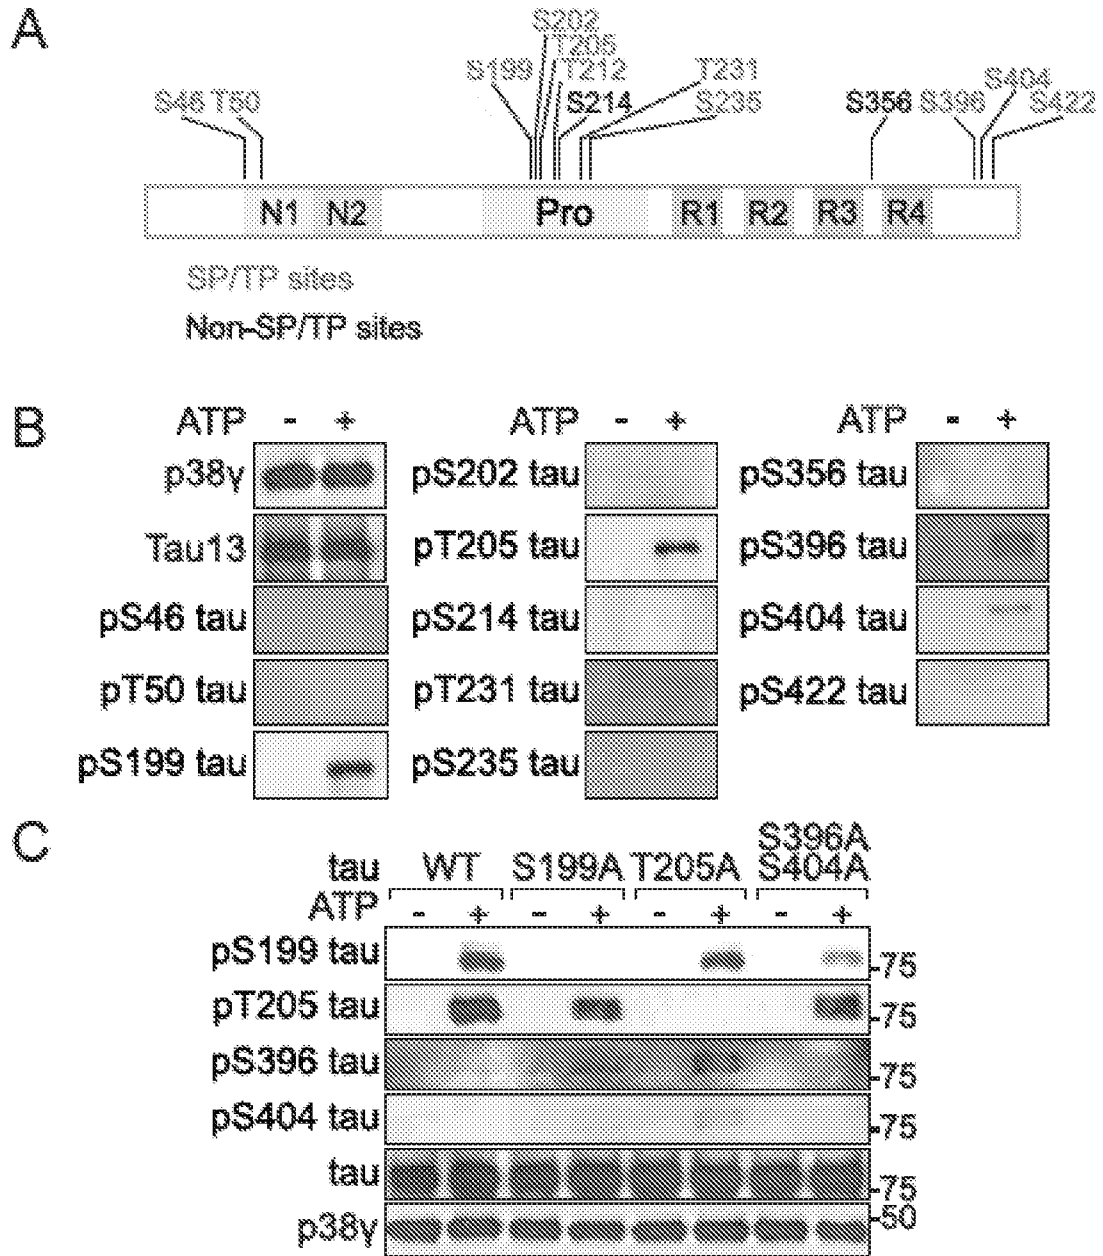 A
S202
T205
S199 T212 T231
S404
S46 T50 S214 S235 S356 S396 S422
N1 N2 Pro R1 R2 R3 R4
SP/TP sites
Non-SP/TP sites
B
ATP - +
p38γ
Tau13
pS46 tau
pT50 tau
pS199 tau
ATP - +
pS202 tau
pT205 tau
pS214 tau
pT231 tau
pS235 tau
ATP - +
pS356 tau
pS396 tau
pS404 tau
pS422 tau
C
S396A
tau WT S199A T205A S404A
ATP - + - + - + - +
pS199 tau -75
pT205 tau -75
pS396 tau -75
pS404 tau -75
tau -75
p38γ -50